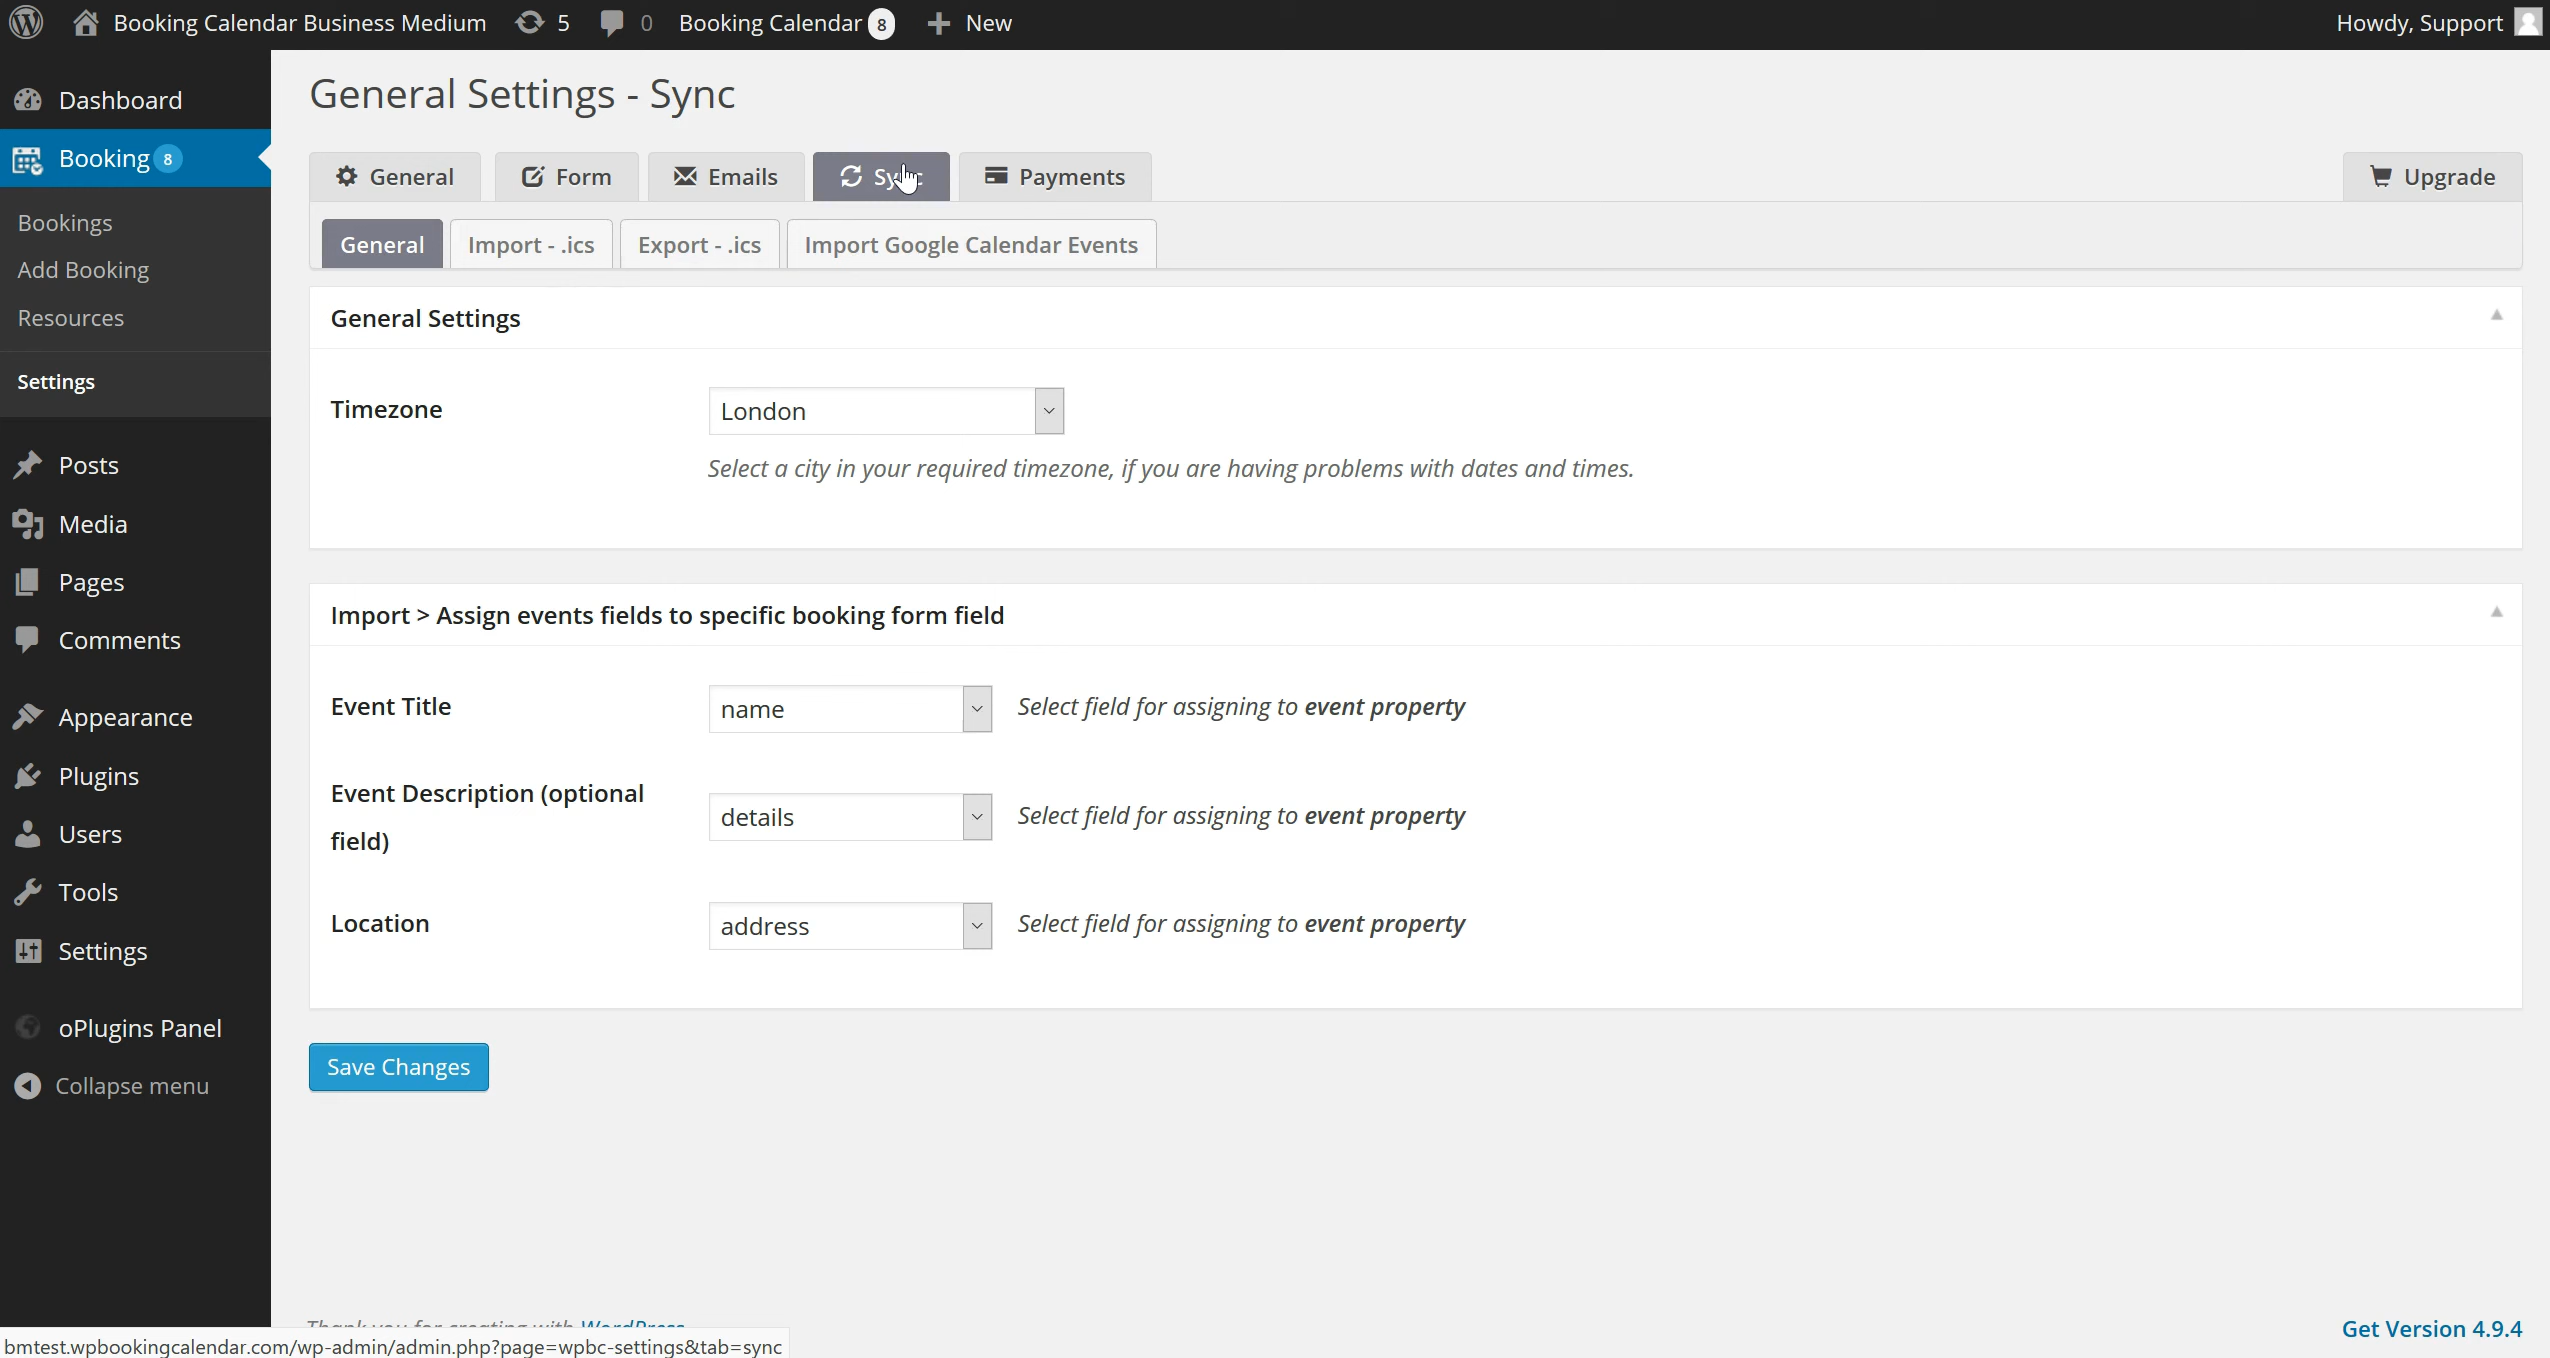 Booking Calendar Business Medium 5 0 Booking Calendar 8 New Howdy, Support
Dashboard
Booking 8
Bookings
Add Booking
Resources
Settings
Posts
Media
Pages
Comments
Appearance
Plugins
Users
Tools
Settings
oPlugins Panel
Collapse menu
General Settings - Sync
General Form Emails Payments Upgrade
General Import - .ics Export - .ics Import Google Calendar Events
General Settings
Timezone London
Select a city in your required timezone, if you are having problems with dates and times.
Import > Assign events fields to specific booking form field
Event Title name Select field for assigning to event property
Event Description (optional
field) details Select field for assigning to event property
Location address Select field for assigning to event property
Save Changes
Get Version 4.9.4
bmtest.wpbookingcalendar.com/wp-admin/admin.php?page=wpbc-settings&tab=sync